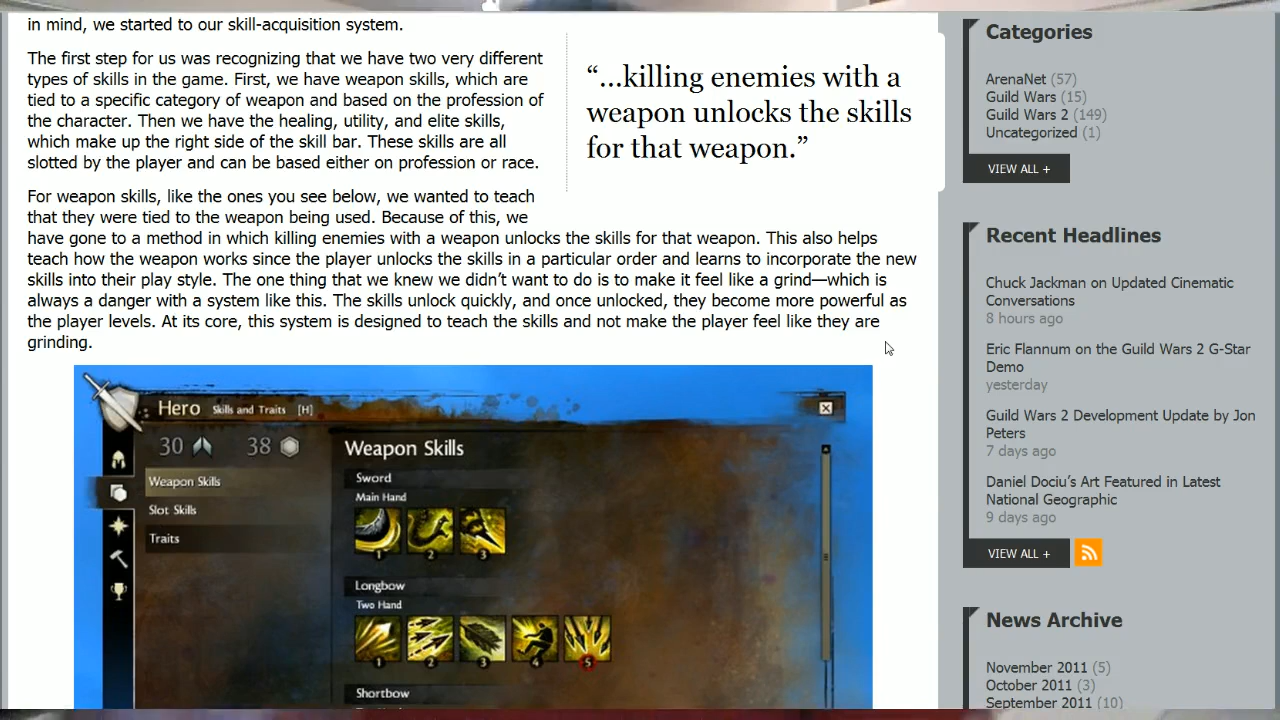 in mind, we started to our skill-acquisition system.
The first step for us was recognizing that we have two very different
types of skills in the game. First, we have weapon skills, which are
tied to a specific category of weapon and based on the profession of
the character. Then we have the healing, utility, and elite skills,
which make up the right side of the skill bar. These skills are all
slotted by the player and can be based either on profession or race.
“…killing enemies with a
weapon unlocks the skills
for that weapon.”
For weapon skills, like the ones you see below, we wanted to teach
that they were tied to the weapon being used. Because of this, we
have gone to a method in which killing enemies with a weapon unlocks the skills for that weapon. This also helps
teach how the weapon works since the player unlocks the skills in a particular order and learns to incorporate the new
skills into their play style. The one thing that we knew we didn’t want to do is to make it feel like a grind—which is
always a danger with a system like this. The skills unlock quickly, and once unlocked, they become more powerful as
the player levels. At its core, this system is designed to teach the skills and not make the player feel like they are
grinding.
Hero Skills and Traits [H]
30 38
Weapon Skills
Slot Skills
Traits
Weapon Skills
Sword
Main Hand
1 2 3
Longbow
Two Hand
1 2 3 4 5
Shortbow
Categories
ArenaNet (57)
Guild Wars (15)
Guild Wars 2 (149)
Uncategorized (1)
VIEW ALL +
Recent Headlines
Chuck Jackman on Updated Cinematic
Conversations
8 hours ago
Eric Flannum on the Guild Wars 2 G-Star
Demo
yesterday
Guild Wars 2 Development Update by Jon
Peters
7 days ago
Daniel Dociu’s Art Featured in Latest
National Geographic
9 days ago
VIEW ALL +
News Archive
November 2011 (5)
October 2011 (3)
September 2011 (10)